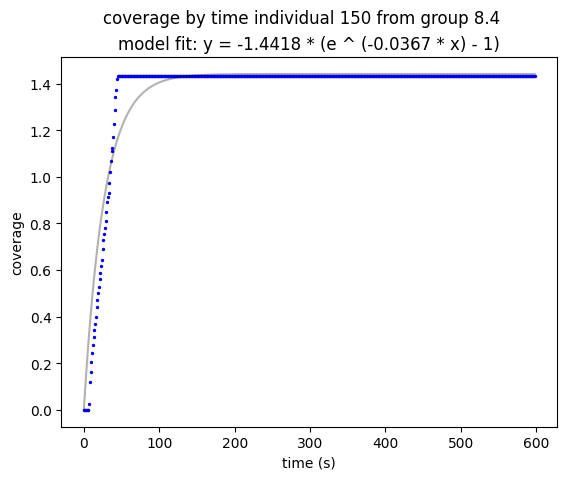 coverage by time individual 150 from group 8.4
model fit: y = -1.4418 * (e ^ (-0.0367 * x) - 1)
1.4
1.2
1.0
0.8
0.6
0.4
0.2
0.0
coverage
0 100 200 300 400 500 600
time (s)